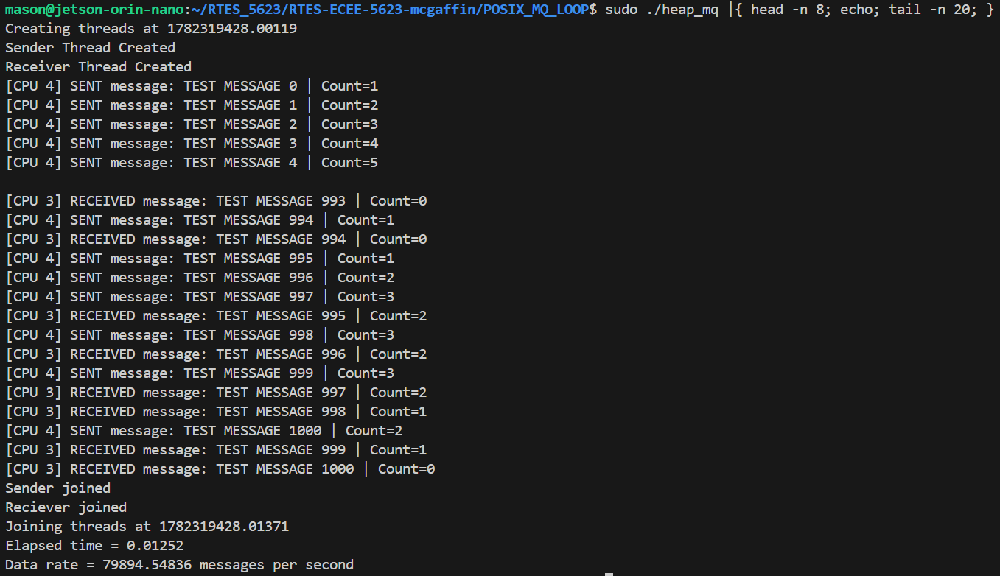 mason@jetson-orin-nano:~/RTES_5623/RTES-ECEE-5623-mcgaffin/POSIX_MQ_LOOP$ sudo ./heap_mq |{ head -n 8; echo; tail -n 20; }
Creating threads at 1782319428.00119
Sender Thread Created
Receiver Thread Created
[CPU 4] SENT message: TEST MESSAGE 0 | Count=1
[CPU 4] SENT message: TEST MESSAGE 1 | Count=2
[CPU 4] SENT message: TEST MESSAGE 2 | Count=3
[CPU 4] SENT message: TEST MESSAGE 3 | Count=4
[CPU 4] SENT message: TEST MESSAGE 4 | Count=5

[CPU 3] RECEIVED message: TEST MESSAGE 993 | Count=0
[CPU 4] SENT message: TEST MESSAGE 994 | Count=1
[CPU 3] RECEIVED message: TEST MESSAGE 994 | Count=0
[CPU 4] SENT message: TEST MESSAGE 995 | Count=1
[CPU 4] SENT message: TEST MESSAGE 996 | Count=2
[CPU 4] SENT message: TEST MESSAGE 997 | Count=3
[CPU 3] RECEIVED message: TEST MESSAGE 995 | Count=2
[CPU 4] SENT message: TEST MESSAGE 998 | Count=3
[CPU 3] RECEIVED message: TEST MESSAGE 996 | Count=2
[CPU 4] SENT message: TEST MESSAGE 999 | Count=3
[CPU 3] RECEIVED message: TEST MESSAGE 997 | Count=2
[CPU 3] RECEIVED message: TEST MESSAGE 998 | Count=1
[CPU 4] SENT message: TEST MESSAGE 1000 | Count=2
[CPU 3] RECEIVED message: TEST MESSAGE 999 | Count=1
[CPU 3] RECEIVED message: TEST MESSAGE 1000 | Count=0
Sender joined
Reciever joined
Joining threads at 1782319428.01371
Elapsed time = 0.01252
Data rate = 79894.54836 messages per second